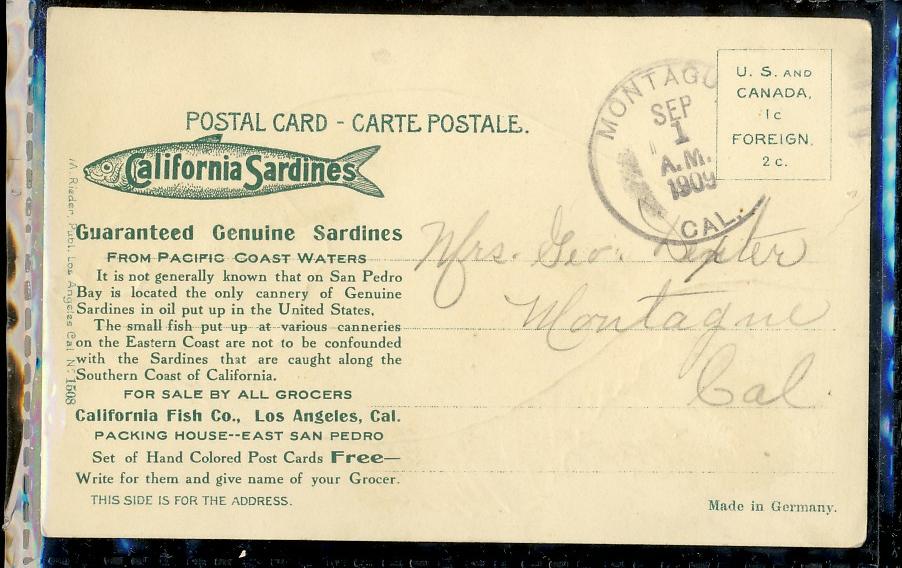 POSTAL CARD - CARTE POSTALE.
California Sardines
Guaranteed Genuine Sardines
FROM PACIFIC COAST WATERS
It is not generally known that on San Pedro
Bay is located the only cannery of Genuine
Sardines in oil put up in the United States.
The small fish put up at various canneries
on the Eastern Coast are not to be confounded
with the Sardines that are caught along the
Southern Coast of California.
FOR SALE BY ALL GROCERS
California Fish Co., Los Angeles, Cal.
PACKING HOUSE--EAST SAN PEDRO
Set of Hand Colored Post Cards Free—
Write for them and give name of your Grocer.
THIS SIDE IS FOR THE ADDRESS.
M. Rieder, Publ. Los Angeles Cal. No. 1508
MONTAGU
SEP
1
A.M.
1909
CAL.
U. S. AND
CANADA,
1c
FOREIGN,
2 c.
Mrs. Geo. Dexter
Montague
Cal.
Made in Germany.